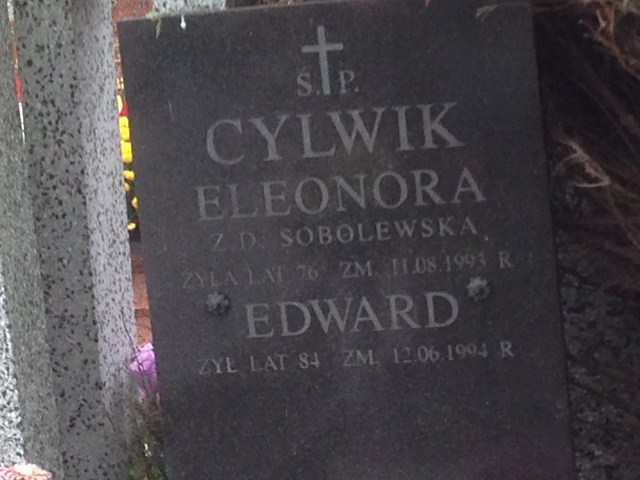 Ś. P.
CYLWIK
ELEONORA
Z D. SOBOLEWSKA
ŻYŁA LAT 76 ZM. 11.08.1993 R
EDWARD
ŻYŁ LAT 84 ZM. 12.06.1994 R